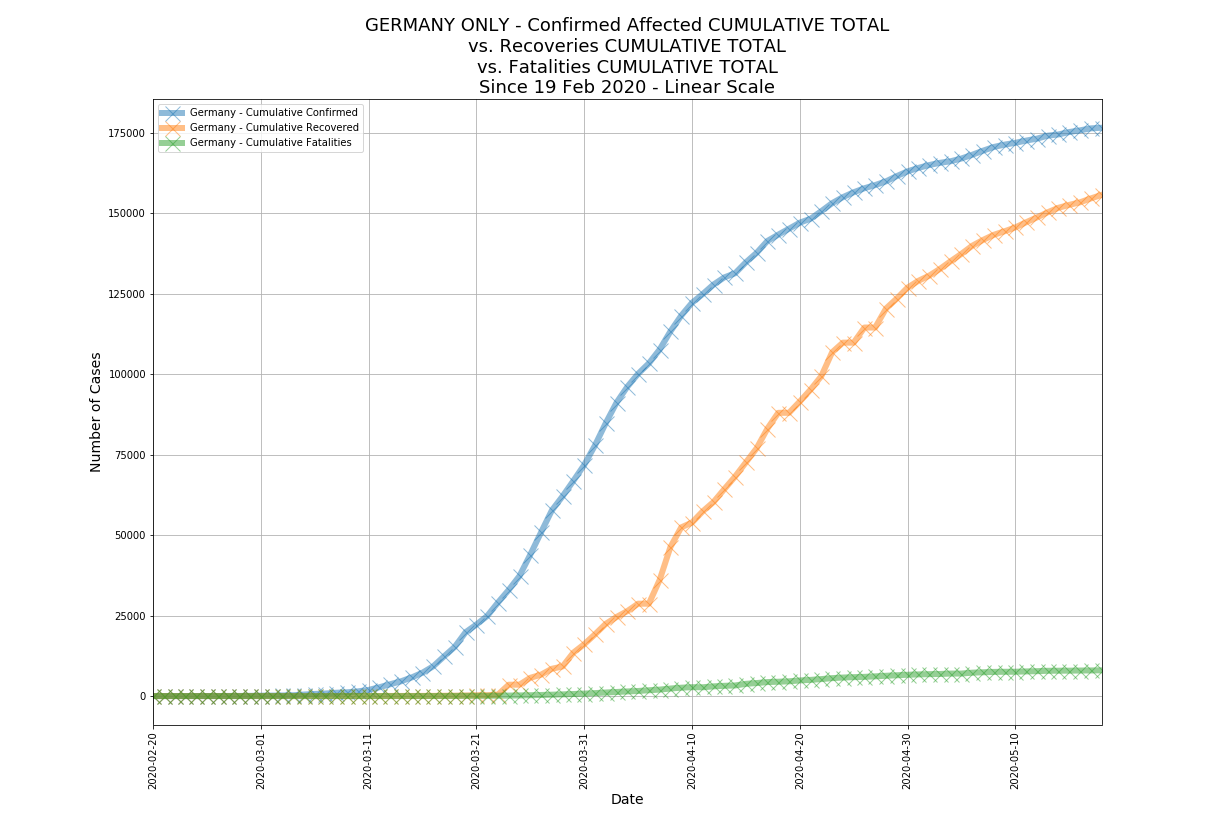 GERMANY ONLY - Confirmed Affected CUMULATIVE TOTAL
vs. Recoveries CUMULATIVE TOTAL
vs. Fatalities CUMULATIVE TOTAL
Since 19 Feb 2020 - Linear Scale
Germany - Cumulative Confirmed
Germany - Cumulative Recovered
Germany - Cumulative Fatalities
Number of Cases
175000
150000
125000
100000
75000
50000
25000
0
2020-02-20
2020-03-01
2020-03-11
2020-03-21
2020-03-31
2020-04-10
2020-04-20
2020-04-30
2020-05-10
Date